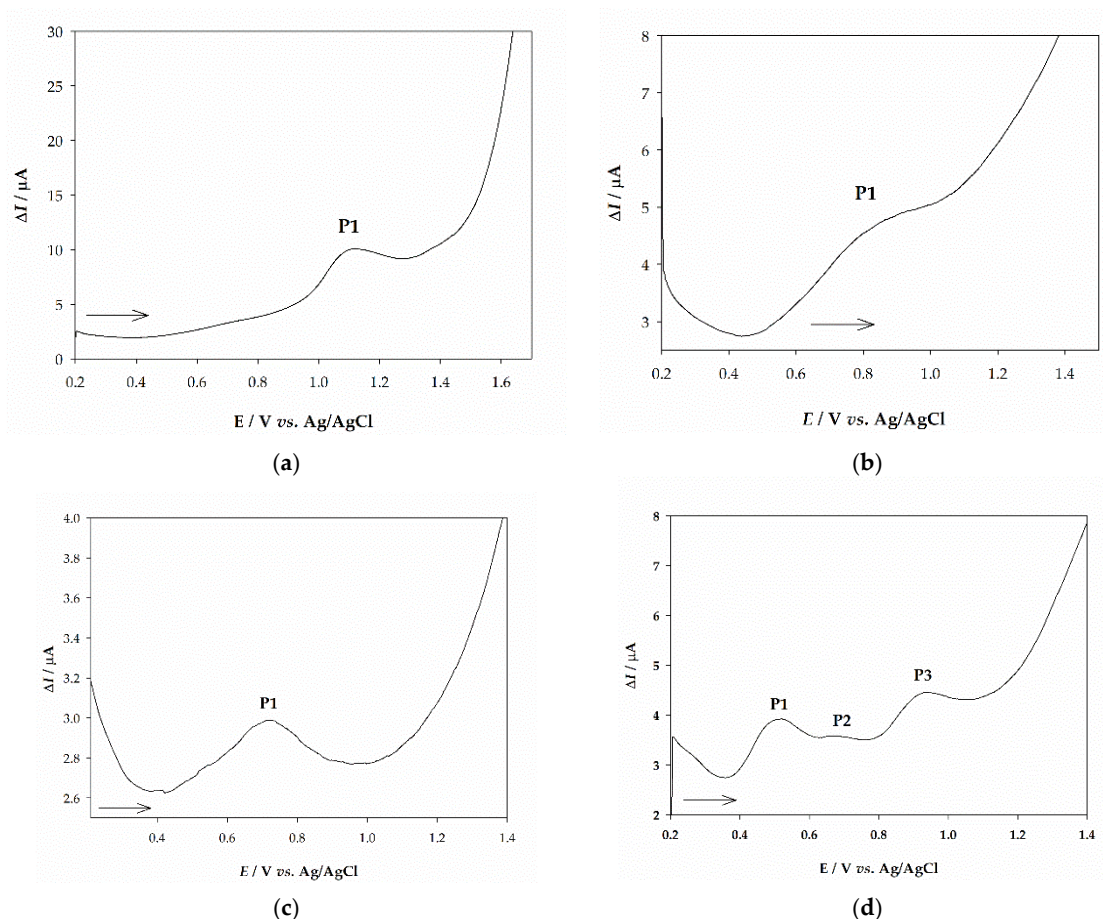 30
25
20
15
10
5
0
ΔI / μA
P1
0.2 0.4 0.6 0.8 1.0 1.2 1.4 1.6
E / V vs. Ag/AgCl
(a)
8
7
6
5
4
3
ΔI / μA
P1
0.2 0.4 0.6 0.8 1.0 1.2 1.4
E / V vs. Ag/AgCl
(b)
4.0
3.8
3.6
3.4
3.2
3.0
2.8
2.6
ΔI / μA
P1
0.4 0.6 0.8 1.0 1.2 1.4
E / V vs. Ag/AgCl
(c)
8
7
6
5
4
3
2
ΔI / μA
P1
P2
P3
0.2 0.4 0.6 0.8 1.0 1.2 1.4
E / V vs. Ag/AgCl
(d)